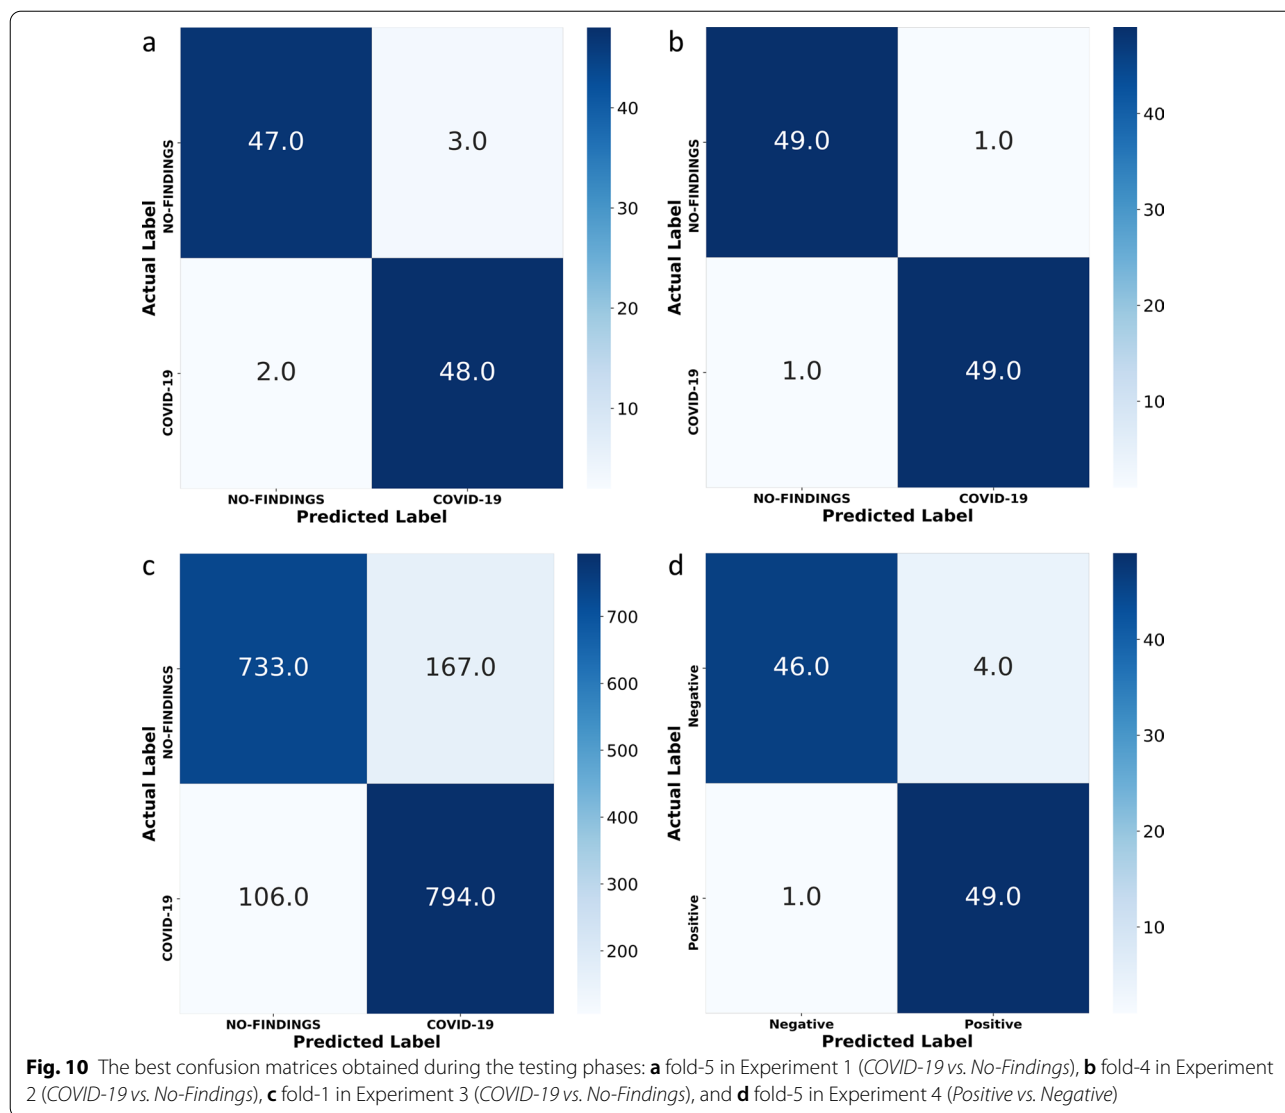 a
47.0
3.0
2.0
48.0
Actual Label
NO-FINDINGS
COVID-19
NO-FINDINGS
COVID-19
Predicted Label
40
30
20
10
b
49.0
1.0
1.0
49.0
Actual Label
NO-FINDINGS
COVID-19
NO-FINDINGS
COVID-19
Predicted Label
40
30
20
10
c
733.0
167.0
106.0
794.0
Actual Label
NO-FINDINGS
COVID-19
NO-FINDINGS
COVID-19
Predicted Label
700
600
500
400
300
200
d
46.0
4.0
1.0
49.0
Actual Label
Negative
Positive
Negative
Positive
Predicted Label
40
30
20
10
Fig. 10 The best confusion matrices obtained during the testing phases: a fold-5 in Experiment 1 (COVID-19 vs. No-Findings), b fold-4 in Experiment
2 (COVID-19 vs. No-Findings), c fold-1 in Experiment 3 (COVID-19 vs. No-Findings), and d fold-5 in Experiment 4 (Positive vs. Negative)